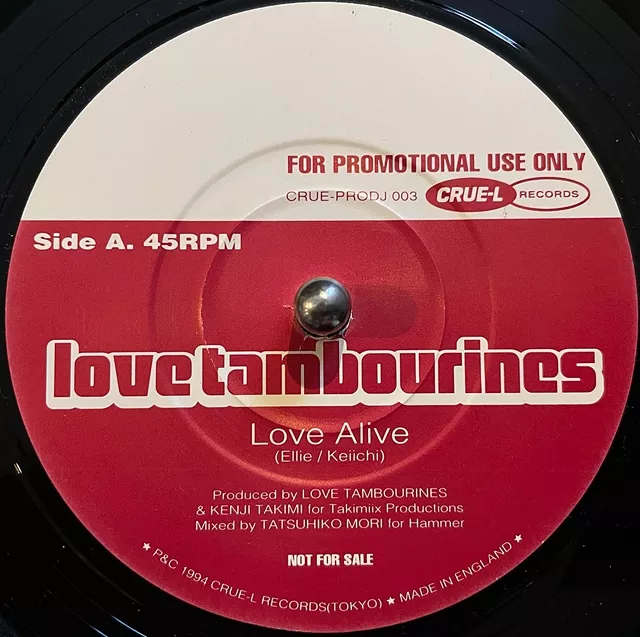 FOR PROMOTIONAL USE ONLY
CRUE-PRODJ 003 CRUE-L RECORDS
Side A. 45RPM
love tambourines
Love Alive
(Ellie / Keiichi)
Produced by LOVE TAMBOURINES
& KENJI TAKIMI for Takimiix Productions
Mixed by TATSUHIKO MORI for Hammer
NOT FOR SALE
★ P&C 1994 CRUE-L RECORDS(TOKYO) ★ MADE IN ENGLAND ★